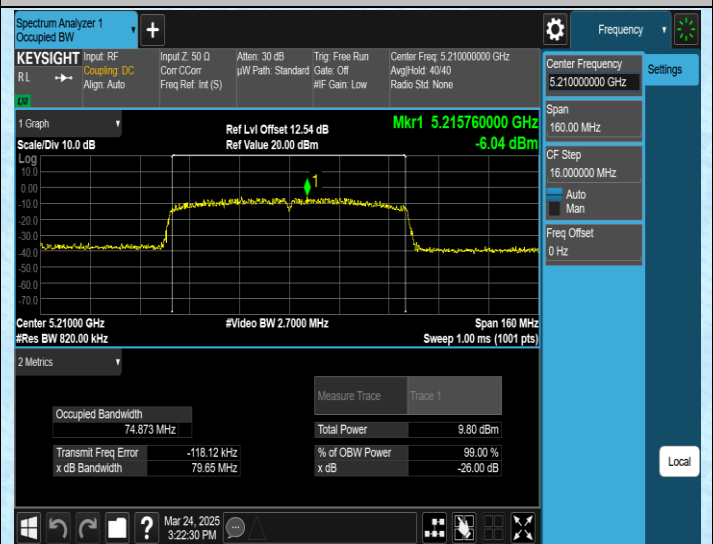 Spectrum Analyzer 1
Occupied BW
+
Frequency
KEYSIGHT Input: RF Input Z: 50 Ω Atten: 30 dB Trig: Free Run Center Freq: 5.210000000 GHz
RL Coupling: DC Corr CCorr µW Path: Standard Gate: Off Avg|Hold: 40/40
Align: Auto Freq Ref: Int (S) #IF Gain: Low Radio Std: None
LNI
Center Frequency
5.210000000 GHz
Settings
Span
160.00 MHz
CF Step
16.000000 MHz
Auto
Man
Freq Offset
0 Hz
1 Graph
Ref Lvl Offset 12.54 dB
Mkr1 5.215760000 GHz
Scale/Div 10.0 dB
Ref Value 20.00 dBm
-6.04 dBm
Log
10.0
0.00
-10.0
-20.0
-30.0
-40.0
-50.0
-60.0
-70.0
1
Center 5.21000 GHz #Video BW 2.7000 MHz Span 160 MHz
#Res BW 820.00 kHz Sweep 1.00 ms (1001 pts)
2 Metrics
Measure Trace Trace 1
Occupied Bandwidth
74.873 MHz
Total Power 9.80 dBm
Transmit Freq Error -118.12 kHz % of OBW Power 99.00 %
x dB Bandwidth 79.65 MHz x dB -26.00 dB
Local
?
Mar 24, 2025
3:22:30 PM